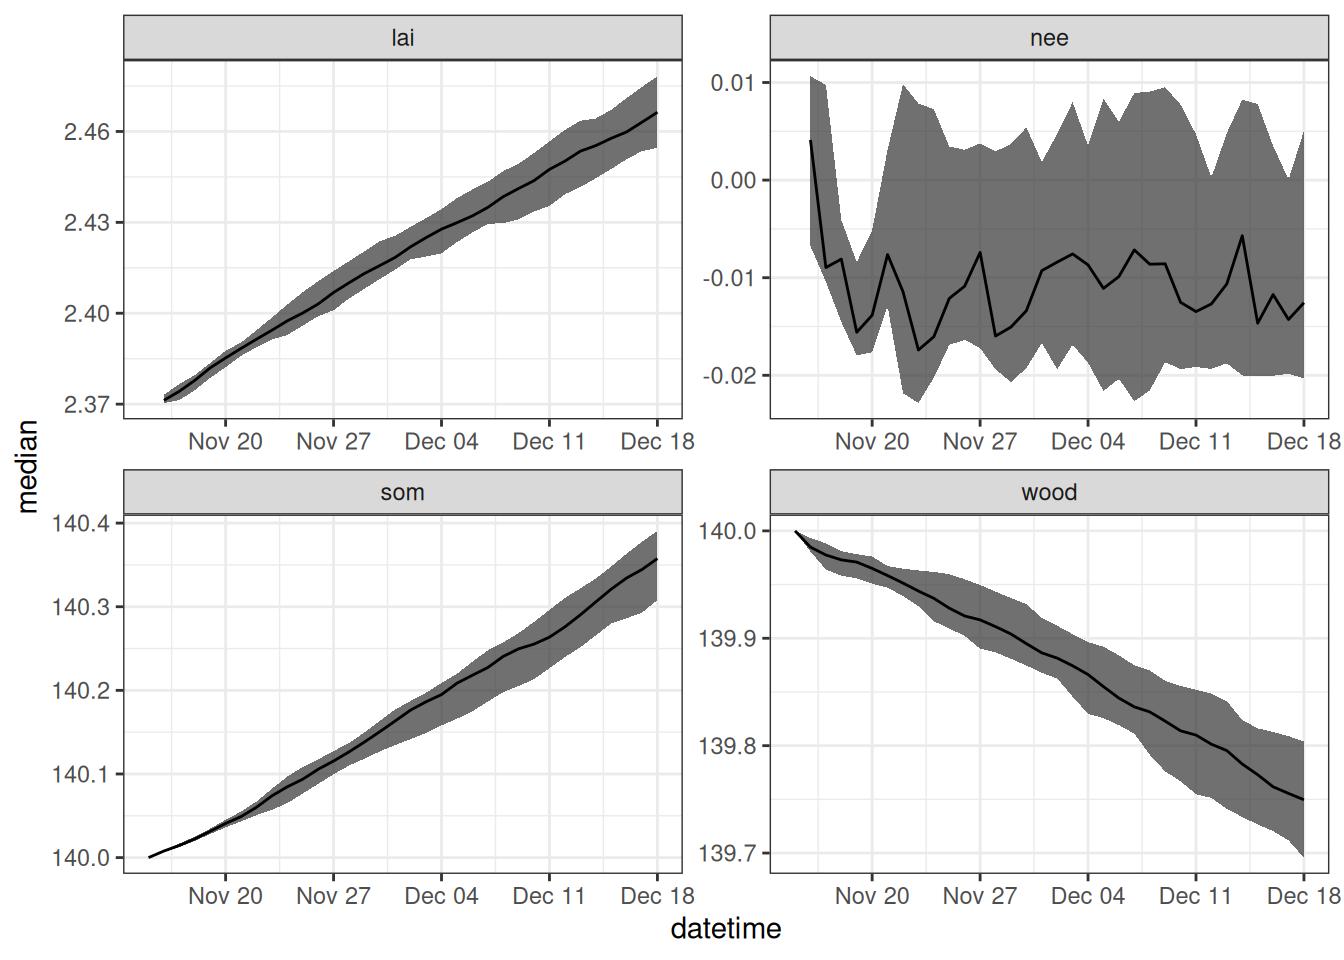 lai
nee
2.46
2.43
2.40
2.37
0.01
0.00
-0.01
-0.02
Nov 20 Nov 27 Dec 04 Dec 11 Dec 18
Nov 20 Nov 27 Dec 04 Dec 11 Dec 18
median
som
wood
140.4
140.3
140.2
140.1
140.0
140.0
139.9
139.8
139.7
Nov 20 Nov 27 Dec 04 Dec 11 Dec 18
Nov 20 Nov 27 Dec 04 Dec 11 Dec 18
datetime